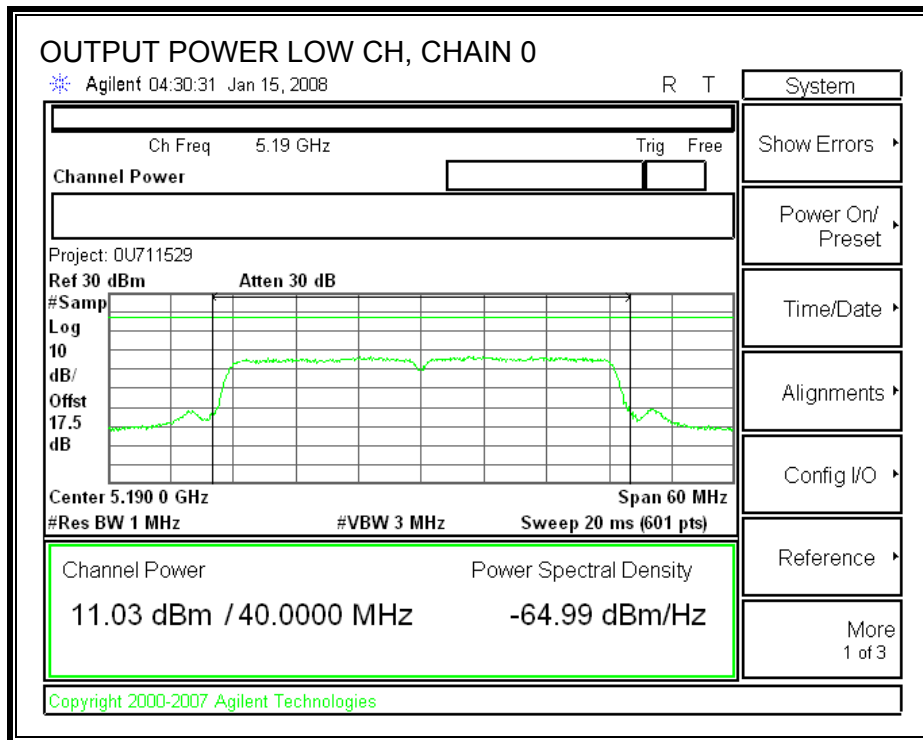 OUTPUT POWER LOW CH, CHAIN 0
Agilent 04:30:31 Jan 15, 2008 R T
System
Ch Freq 5.19 GHz Trig Free
Channel Power
Show Errors
Power On/
Preset
Project: 0U711529
Ref 30 dBm Atten 30 dB
#Samp
Log
10
dB/
Offst
17.5
dB
Time/Date
Alignments
Config I/O
Center 5.190 0 GHz Span 60 MHz
#Res BW 1 MHz #VBW 3 MHz Sweep 20 ms (601 pts)
Channel Power Power Spectral Density
11.03 dBm / 40.0000 MHz -64.99 dBm/Hz
Reference
More
1 of 3
Copyright 2000-2007 Agilent Technologies